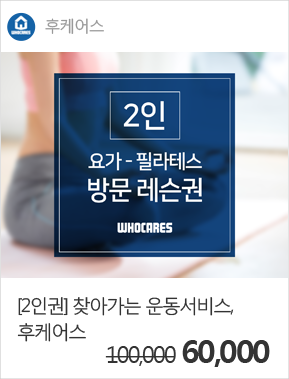 WHOCARES
후케어스
2인
요가 - 필라테스
방문 레슨권
WHOCARES
[2인권] 찾아가는 운동서비스,
후케어스
100,000 60,000